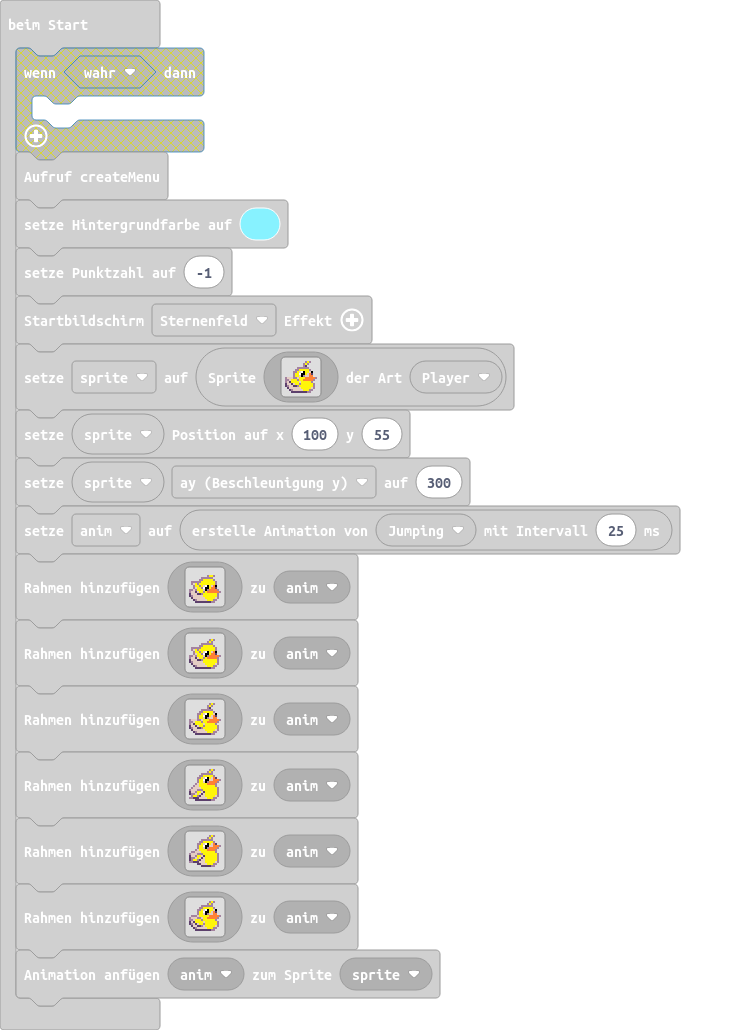 beim Start
wenn wahr dann
Aufruf createMenu
setze Hintergrundfarbe auf
setze Punktzahl auf -1
Startbildschirm Sternenfeld Effekt
setze sprite auf Sprite der Art Player
setze sprite Position auf x 100 y 55
setze sprite ay (Beschleunigung y) auf 300
setze anim auf erstelle Animation von Jumping mit Intervall 25 ms
Rahmen hinzufügen zu anim
Rahmen hinzufügen zu anim
Rahmen hinzufügen zu anim
Rahmen hinzufügen zu anim
Rahmen hinzufügen zu anim
Rahmen hinzufügen zu anim
Animation anfügen anim zum Sprite sprite